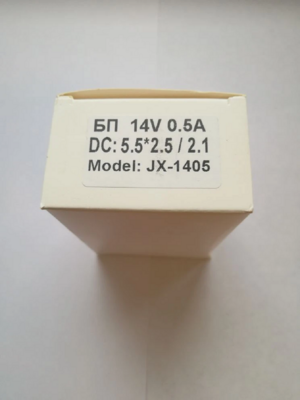 БП 14V 0.5A
DC: 5.5*2.5 / 2.1
Model: JX-1405